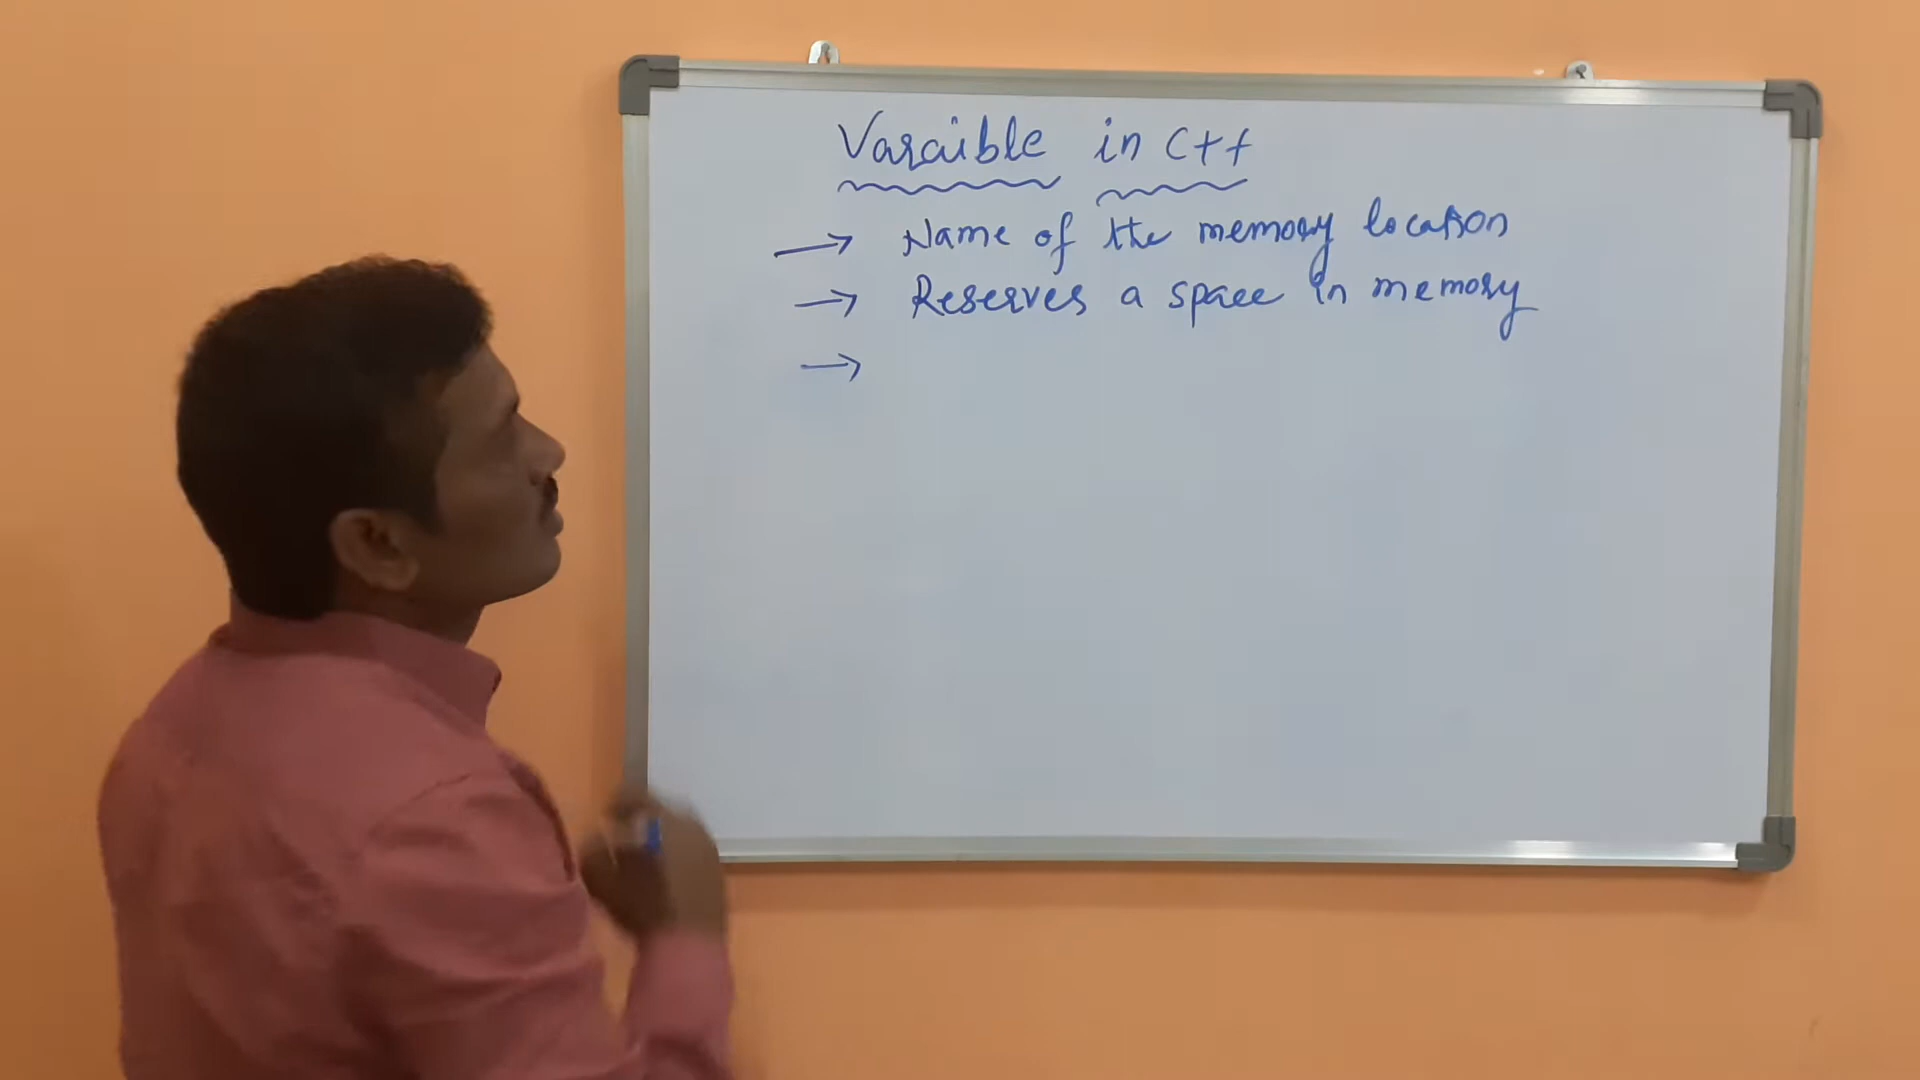 Varaible in C++
→ Name of the memory location
→ Reserves a space in memory
→